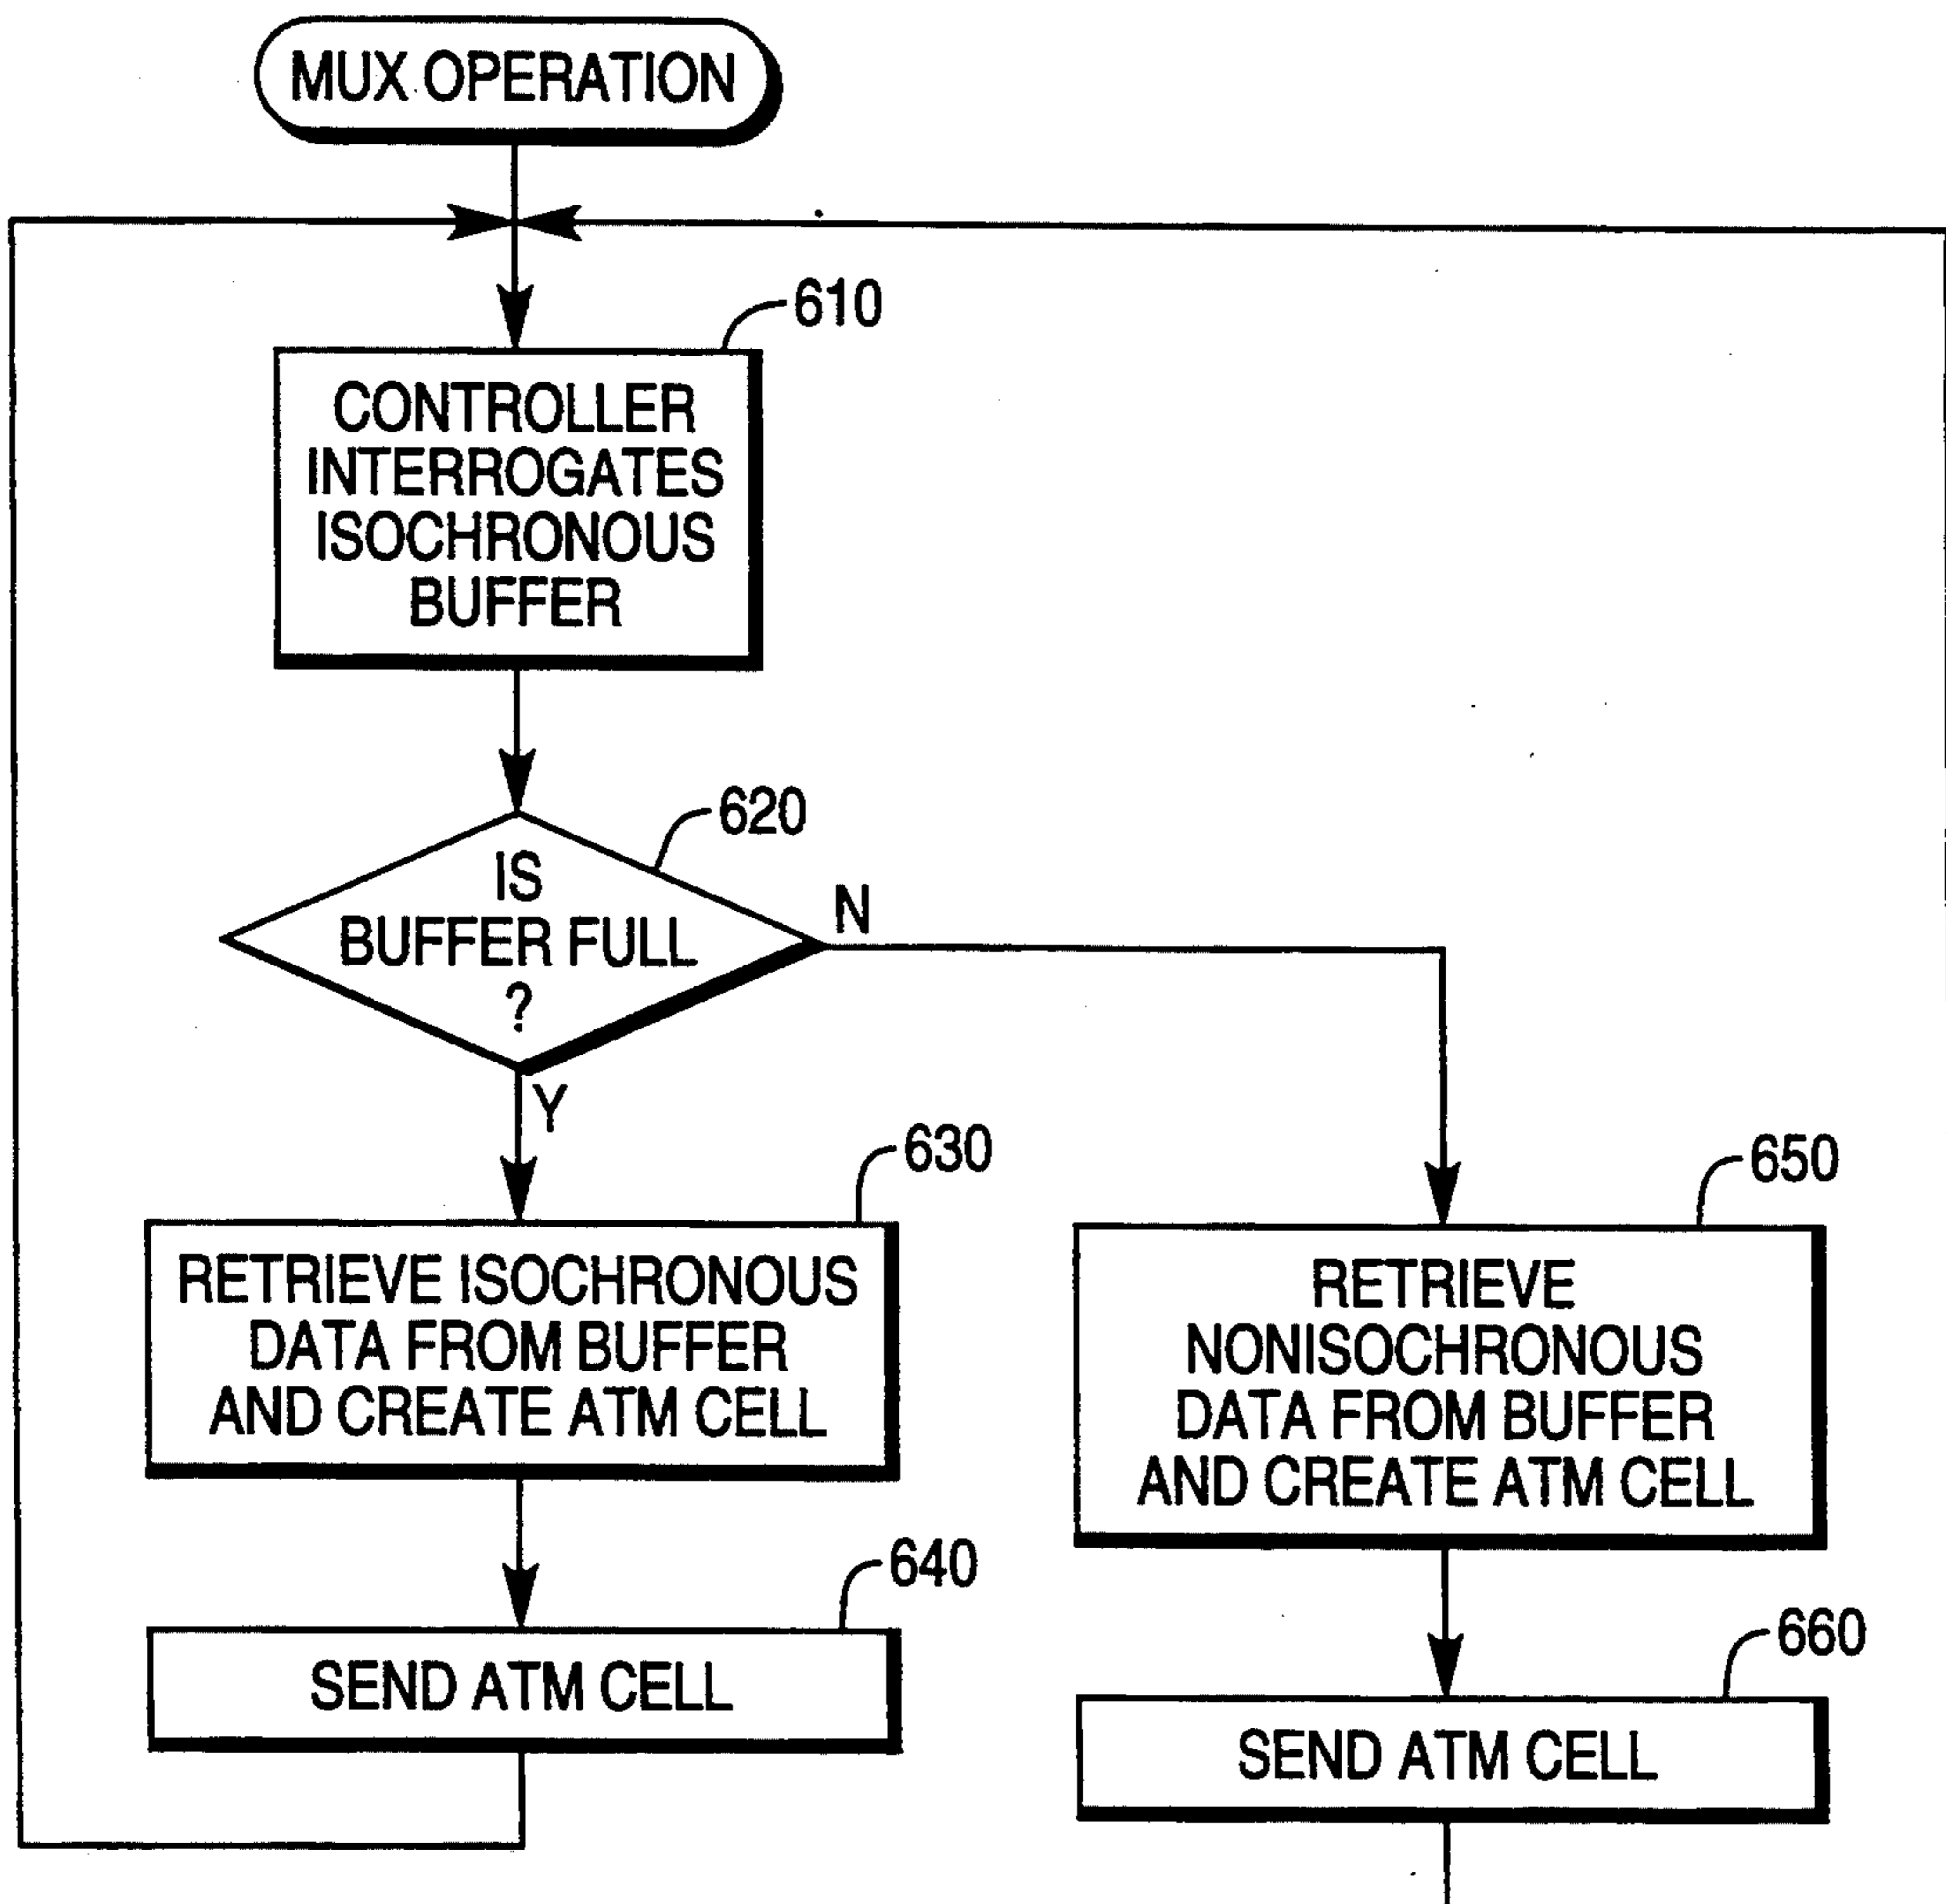 MUX OPERATION
610
CONTROLLER
INTERROGATES
ISOCHRONOUS
BUFFER
620
IS
BUFFER FULL
?
N
Y
630
RETRIEVE ISOCHRONOUS
DATA FROM BUFFER
AND CREATE ATM CELL
650
RETRIEVE
NONISOCHRONOUS
DATA FROM BUFFER
AND CREATE ATM CELL
640
SEND ATM CELL
660
SEND ATM CELL